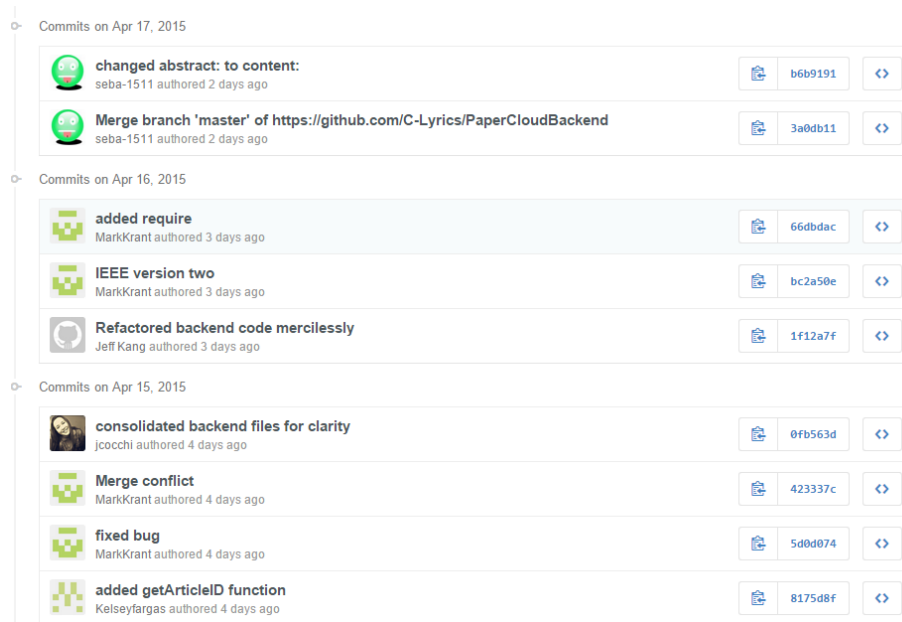 Commits on Apr 17, 2015
changed abstract: to content:
seba-1511 authored 2 days ago
b6b9191
Merge branch 'master' of https://github.com/C-Lyrics/PaperCloudBackend
seba-1511 authored 2 days ago
3a0db11
Commits on Apr 16, 2015
added require
MarkKrant authored 3 days ago
66dbdac
IEEE version two
MarkKrant authored 3 days ago
bc2a50e
Refactored backend code mercilessly
Jeff Kang authored 3 days ago
1f12a7f
Commits on Apr 15, 2015
consolidated backend files for clarity
jcocchi authored 4 days ago
0fb563d
Merge conflict
MarkKrant authored 4 days ago
423337c
fixed bug
MarkKrant authored 4 days ago
5d0d074
added getArticleID function
Kelseyfargas authored 4 days ago
8175d8f